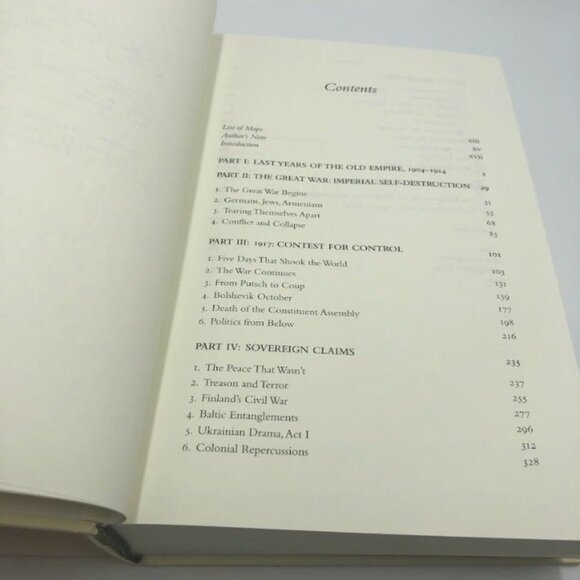 Contents
List of Maps XIII
Author's Note XV
Introduction XVII
PART I: LAST YEARS OF THE OLD EMPIRE, 1904–1914 1
PART II: THE GREAT WAR: IMPERIAL SELF-DESTRUCTION 29
1. The Great War Begins 31
2. Germans, Jews, Armenians 53
3. Tearing Themselves Apart 68
4. Conflict and Collapse 83
PART III: 1917: CONTEST FOR CONTROL 101
1. Five Days That Shook the World 103
2. The War Continues 131
3. From Putsch to Coup 159
4. Bolshevik October 177
5. Death of the Constituent Assembly 198
6. Politics from Below 216
PART IV: SOVEREIGN CLAIMS 235
1. The Peace That Wasn't 237
2. Treason and Terror 255
3. Finland's Civil War 277
4. Baltic Entanglements 296
5. Ukrainian Drama, Act I 312
6. Colonial Repercussions 328